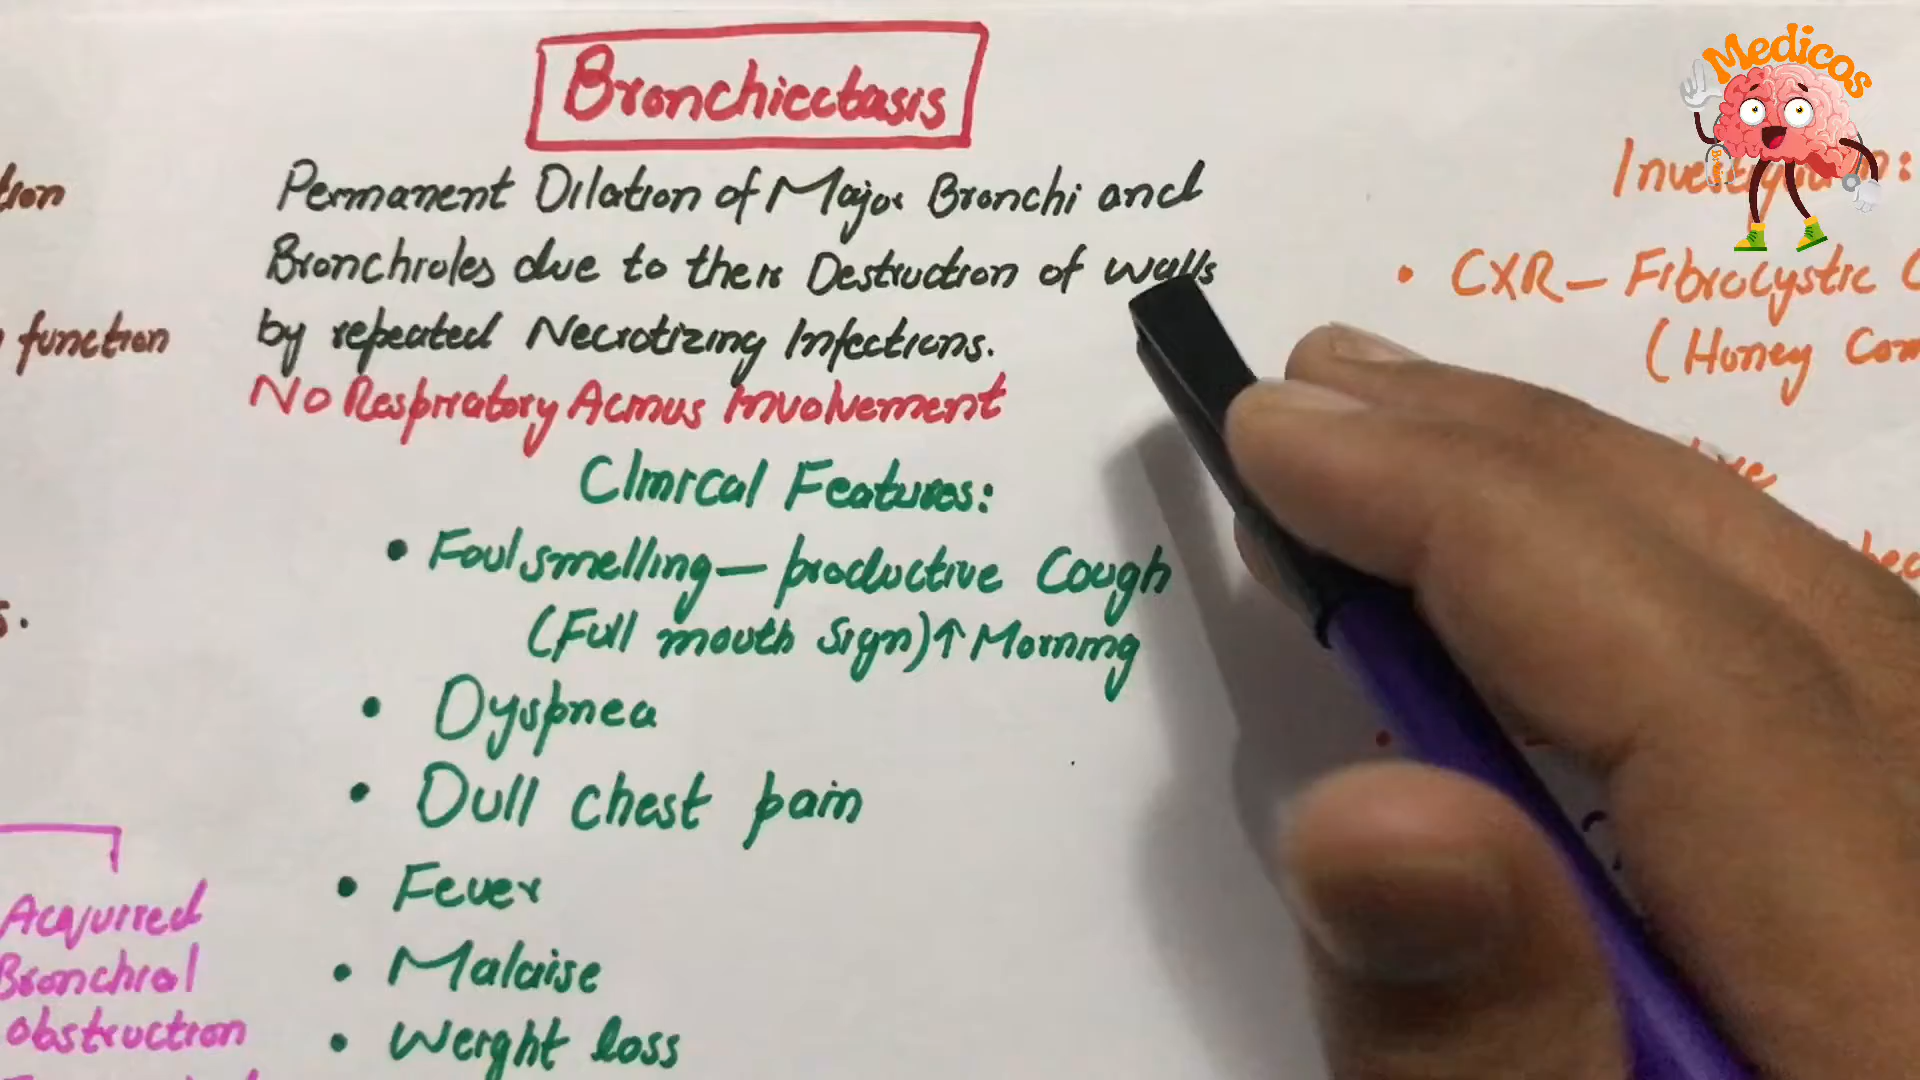 Medicos
Bronchiectasis
Permanent Dilation of Major Bronchi and
Bronchioles due to their Destruction of walls
by repeated Necrotizing Infections.
No Respiratory Acinus Involvement
Clinical Features:
• Foul smelling — productive Cough
(Full mouth sign) ↑ Morning
• Dyspnea
• Dull chest pain
• Fever
• Malaise
• Weight loss
function
Acquired
Bronchial
obstruction
• CXR – Fibrocystic
(Honey Com